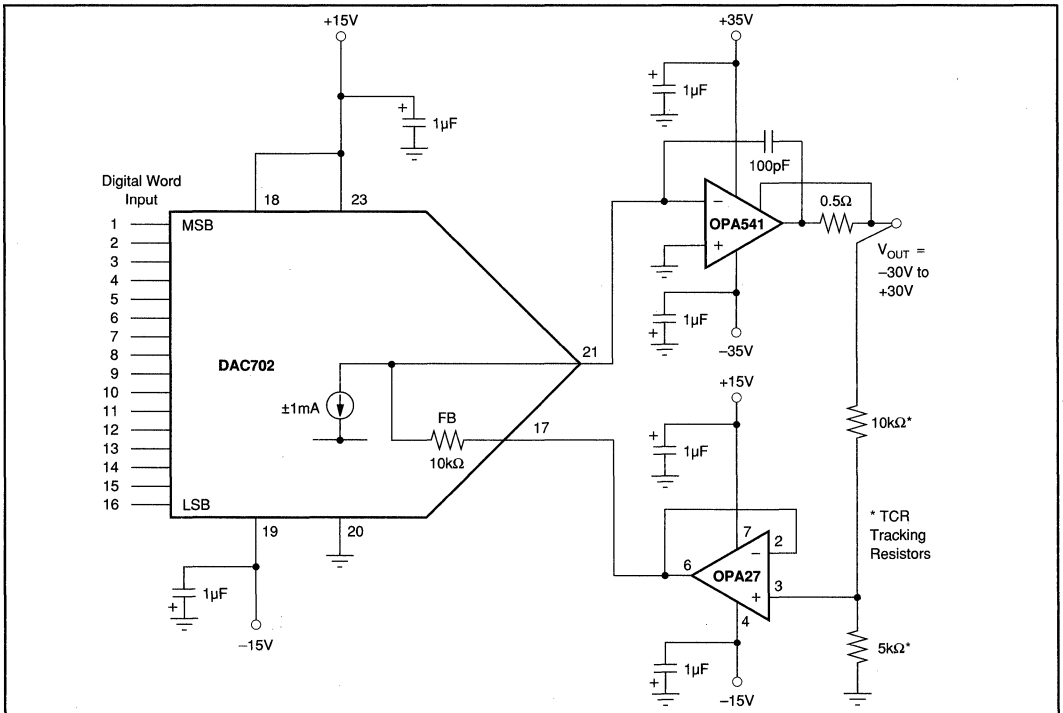 +15V
+
1µF
Digital Word
Input
18
23
1
2
3
4
5
6
7
8
9
10
11
12
13
14
15
16
MSB
LSB
DAC702
±1mA
FB
10kΩ
21
17
19
20
1µF
+
–15V
+35V
+
1µF
100pF
–
+
OPA541
0.5Ω
VOUT =
–30V to
+30V
1µF
+
–35V
+15V
+
1µF
10kΩ*
* TCR
Tracking
Resistors
7
2
–
6
OPA27
+
3
4
5kΩ*
1µF
+
–15V